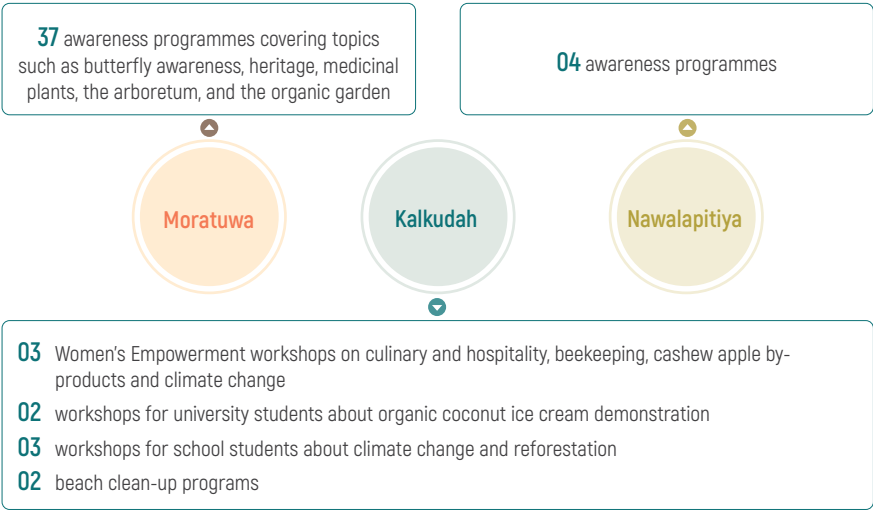 37 awareness programmes covering topics
such as butterfly awareness, heritage, medicinal
plants, the arboretum, and the organic garden
04 awareness programmes
Moratuwa
Kalkudah
Nawalapitiya
03 Women's Empowerment workshops on culinary and hospitality, beekeeping, cashew apple by-
products and climate change
02 workshops for university students about organic coconut ice cream demonstration
03 workshops for school students about climate change and reforestation
02 beach clean-up programs